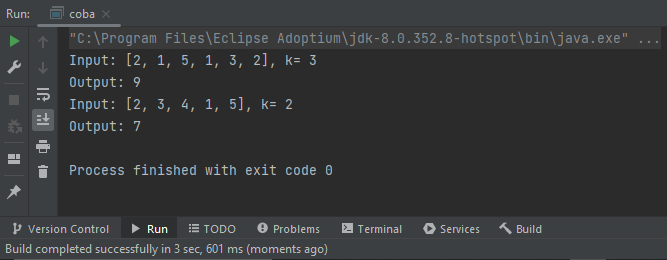 Run: coba
"C:\Program Files\Eclipse Adoptium\jdk-8.0.352.8-hotspot\bin\java.exe" ...
Input: [2, 1, 5, 1, 3, 2], k= 3
Output: 9
Input: [2, 3, 4, 1, 5], k= 2
Output: 7
Process finished with exit code 0
Version Control Run TODO Problems Terminal Services Build
Build completed successfully in 3 sec, 601 ms (moments ago)